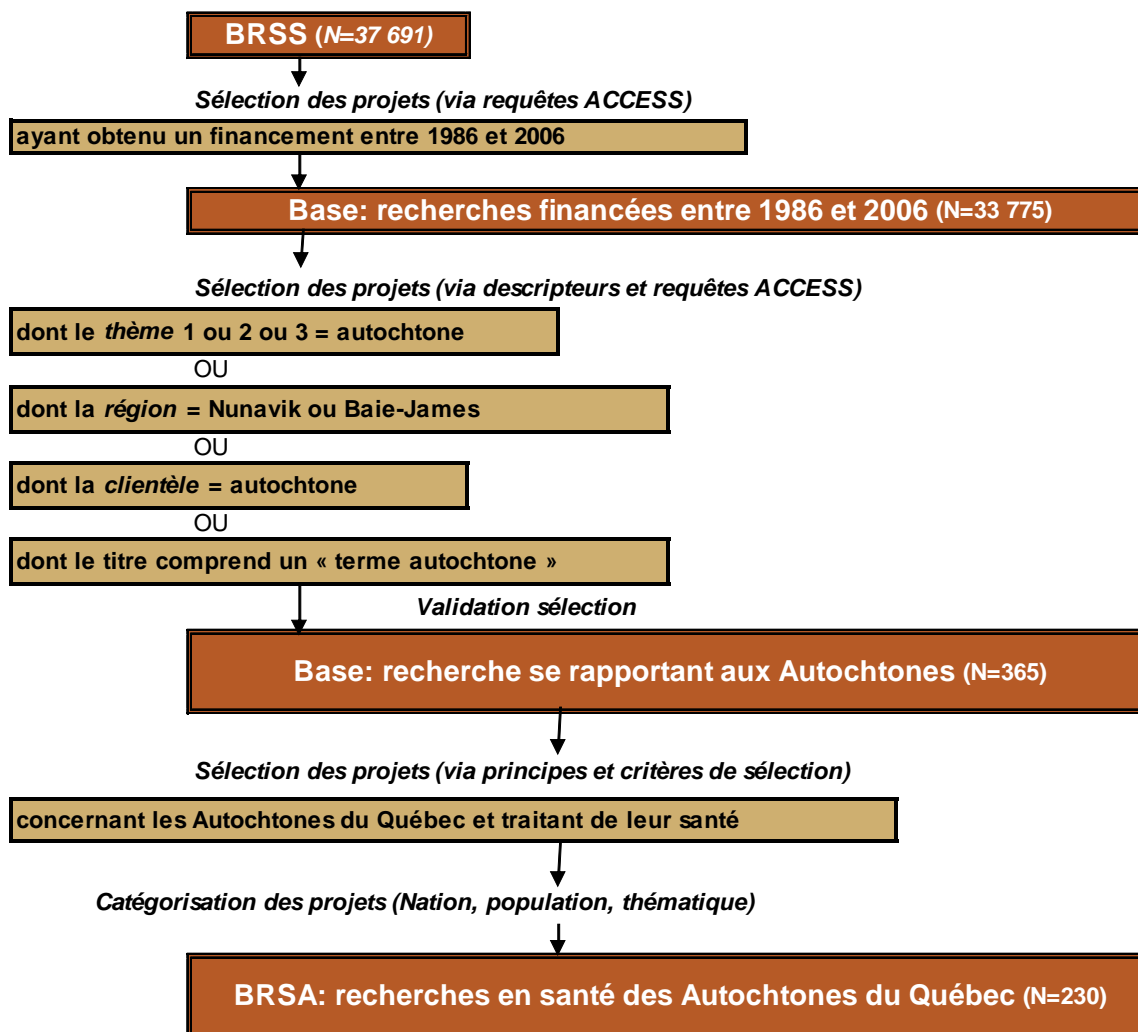 BRSS (N=37 691)
Sélection des projets (via requêtes ACCESS)
ayant obtenu un financement entre 1986 et 2006
Base: recherches financées entre 1986 et 2006 (N=33 775)
Sélection des projets (via descripteurs et requêtes ACCESS)
dont le thème 1 ou 2 ou 3 = autochtone
OU
dont la région = Nunavik ou Baie-James
OU
dont la clientèle = autochtone
OU
dont le titre comprend un « terme autochtone »
Validation sélection
Base: recherche se rapportant aux Autochtones (N=365)
Sélection des projets (via principes et critères de sélection)
concernant les Autochtones du Québec et traitant de leur santé
Catégorisation des projets (Nation, population, thématique)
BRSA: recherches en santé des Autochtones du Québec (N=230)